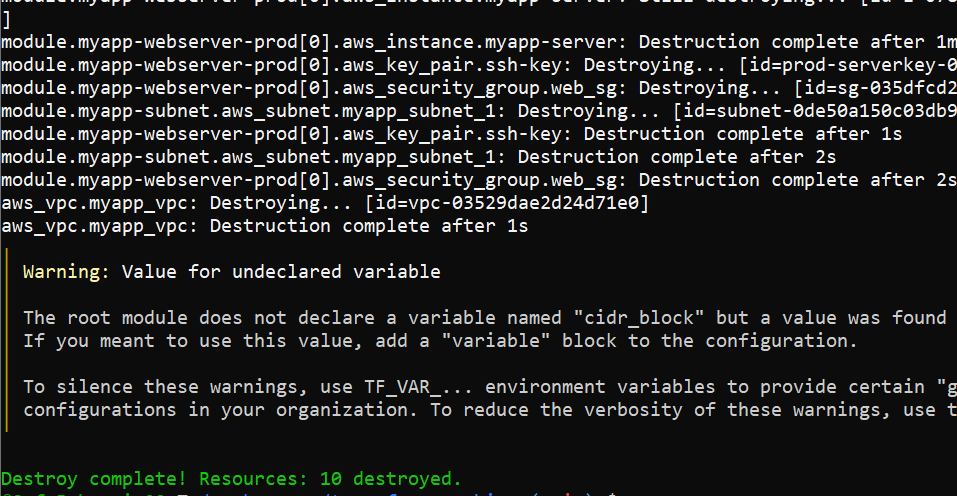 ]
module.myapp-webserver-prod[0].aws_instance.myapp-server: Destruction complete after 1m
module.myapp-webserver-prod[0].aws_key_pair.ssh-key: Destroying... [id=prod-serverkey-0
module.myapp-webserver-prod[0].aws_security_group.web_sg: Destroying... [id=sg-035dfcd2
module.myapp-subnet.aws_subnet.myapp_subnet_1: Destroying... [id=subnet-0de50a150c03db9
module.myapp-webserver-prod[0].aws_key_pair.ssh-key: Destruction complete after 1s
module.myapp-subnet.aws_subnet.myapp_subnet_1: Destruction complete after 2s
module.myapp-webserver-prod[0].aws_security_group.web_sg: Destruction complete after 2s
aws_vpc.myapp_vpc: Destroying... [id=vpc-03529dae2d24d71e0]
aws_vpc.myapp_vpc: Destruction complete after 1s
Warning: Value for undeclared variable
The root module does not declare a variable named "cidr_block" but a value was found
If you meant to use this value, add a "variable" block to the configuration.
To silence these warnings, use TF_VAR_... environment variables to provide certain "g
configurations in your organization. To reduce the verbosity of these warnings, use t
Destroy complete! Resources: 10 destroyed.